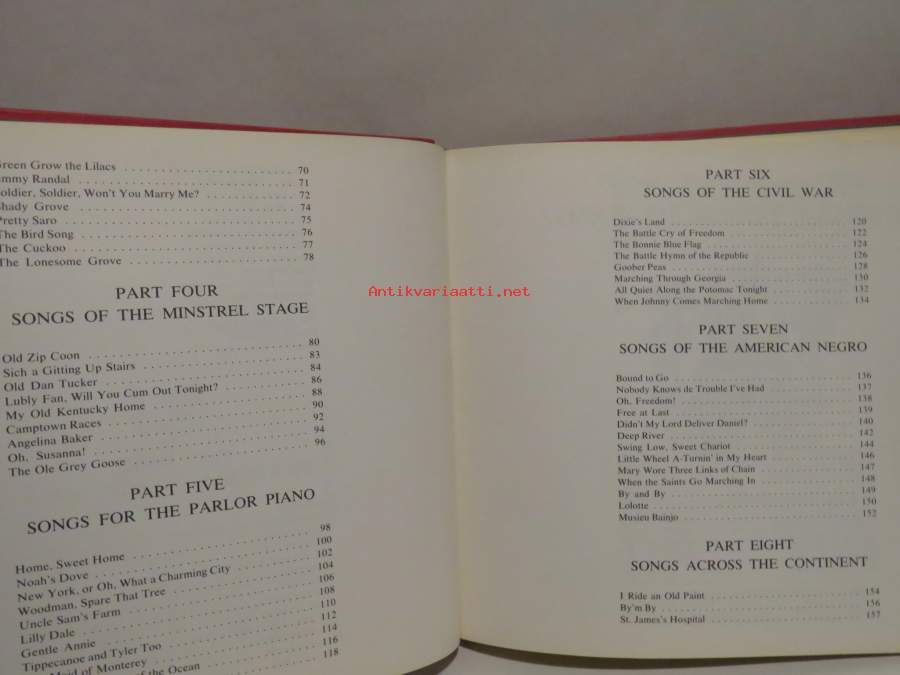 Green Grow the Lilacs 70
Jimmy Randal 71
Soldier, Soldier, Won't You Marry Me? 72
Shady Grove 74
Pretty Saro 75
The Bird Song 76
The Cuckoo 77
The Lonesome Grove 78
PART FOUR
SONGS OF THE MINSTREL STAGE
Old Zip Coon 80
Sich a Gitting Up Stairs 83
Old Dan Tucker 84
Lubly Fan, Will You Cum Out Tonight? 86
My Old Kentucky Home 88
Camptown Races 90
Angelina Baker 92
Oh, Susanna! 94
The Ole Grey Goose 96
PART FIVE
SONGS FOR THE PARLOR PIANO
Home, Sweet Home 98
Noah's Dove 100
New York, or Oh, What a Charming City 102
Woodman, Spare That Tree 104
Uncle Sam's Farm 106
Lilly Dale 108
Gentle Annie 110
Tippecanoe and Tyler Too 112
Maid of Monterey 114
of the Ocean 116
118
Antikvariaatti.net
PART SIX
SONGS OF THE CIVIL WAR
Dixie's Land 120
The Battle Cry of Freedom 122
The Bonnie Blue Flag 124
The Battle Hymn of the Republic 126
Goober Peas 128
Marching Through Georgia 130
All Quiet Along the Potomac Tonight 132
When Johnny Comes Marching Home 134
PART SEVEN
SONGS OF THE AMERICAN NEGRO
Bound to Go 136
Nobody Knows de Trouble I've Had 137
Oh, Freedom! 138
Free at Last 139
Didn't My Lord Deliver Daniel? 140
Deep River 142
Swing Low, Sweet Chariot 144
Little Wheel A-Turnin' in My Heart 146
Mary Wore Three Links of Chain 147
When the Saints Go Marching In 148
By and By 149
Lolotte 150
Musieu Bainjo 152
PART EIGHT
SONGS ACROSS THE CONTINENT
I Ride an Old Paint 154
By'm By 156
St. James's Hospital 157